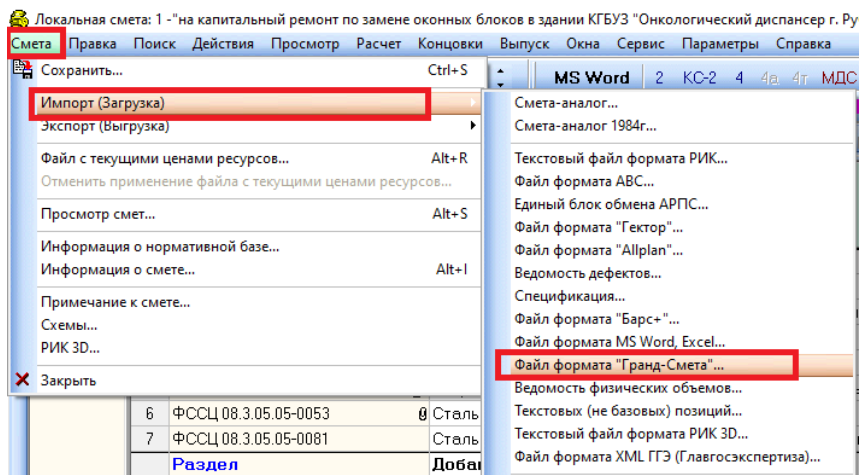 Локальная смета: 1 -"на капитальный ремонт по замене оконных блоков в здании КГБУЗ "Онкологический диспансер г. Ру
Смета Правка Поиск Действия Просмотр Расчет Концовки Выпуск Окна Сервис Параметры Справка
MS Word 2 КС-2 4 4а 4т МДС
Сохранить... Ctrl+S
Импорт (Загрузка)
Экспорт (Выгрузка)
Файл с текущими ценами ресурсов... Alt+R
Отменить применение файла с текущими ценами ресурсов...
Просмотр смет... Alt+S
Информация о нормативной базе...
Информация о смете... Alt+I
Примечание к смете...
Схемы...
РИК 3D...
Закрыть
Смета-аналог...
Смета-аналог 1984г...
Текстовый файл формата РИК...
Файл формата АВС...
Единый блок обмена АРПС...
Файл формата "Гектор"...
Файл формата "Allplan"...
Ведомость дефектов...
Спецификация...
Файл формата "Барс+"...
Файл формата MS Word, Excel...
Файл формата "Гранд-Смета"...
Ведомость физических объемов...
Текстовых (не базовых) позиций...
Текстовый файл формата РИК 3D...
Файл формата XML ГГЭ (Главгосэкспертиза)...
6 ФССЦ 08.3.05.05-0053 Сталь
7 ФССЦ 08.3.05.05-0081 Сталь
Раздел Доба